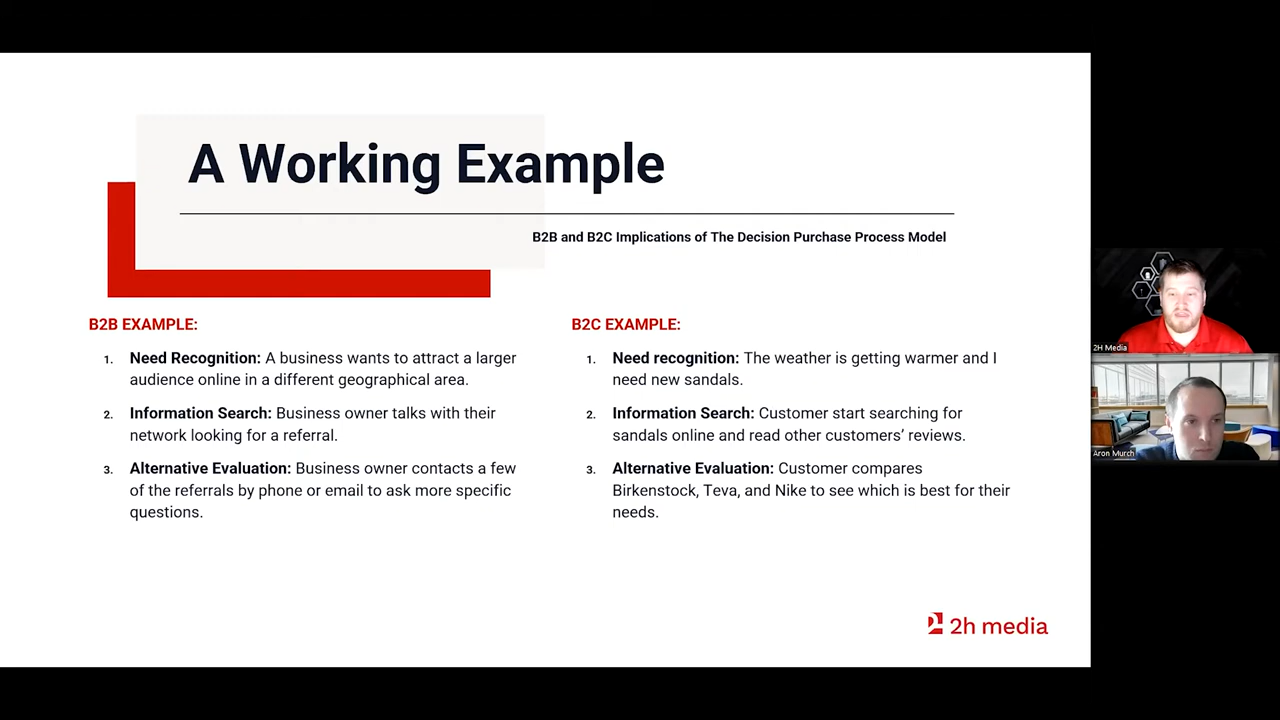 A Working Example
B2B and B2C Implications of The Decision Purchase Process Model
B2B EXAMPLE:
1. Need Recognition: A business wants to attract a larger
audience online in a different geographical area.
2. Information Search: Business owner talks with their
network looking for a referral.
3. Alternative Evaluation: Business owner contacts a few
of the referrals by phone or email to ask more specific
questions.
B2C EXAMPLE:
1. Need recognition: The weather is getting warmer and I
need new sandals.
2. Information Search: Customer start searching for
sandals online and read other customers’ reviews.
3. Alternative Evaluation: Customer compares
Birkenstock, Teva, and Nike to see which is best for their
needs.
2h media
2H Media
Aron Murch